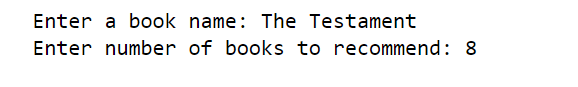 Enter a book name: The Testament
Enter number of books to recommend: 8